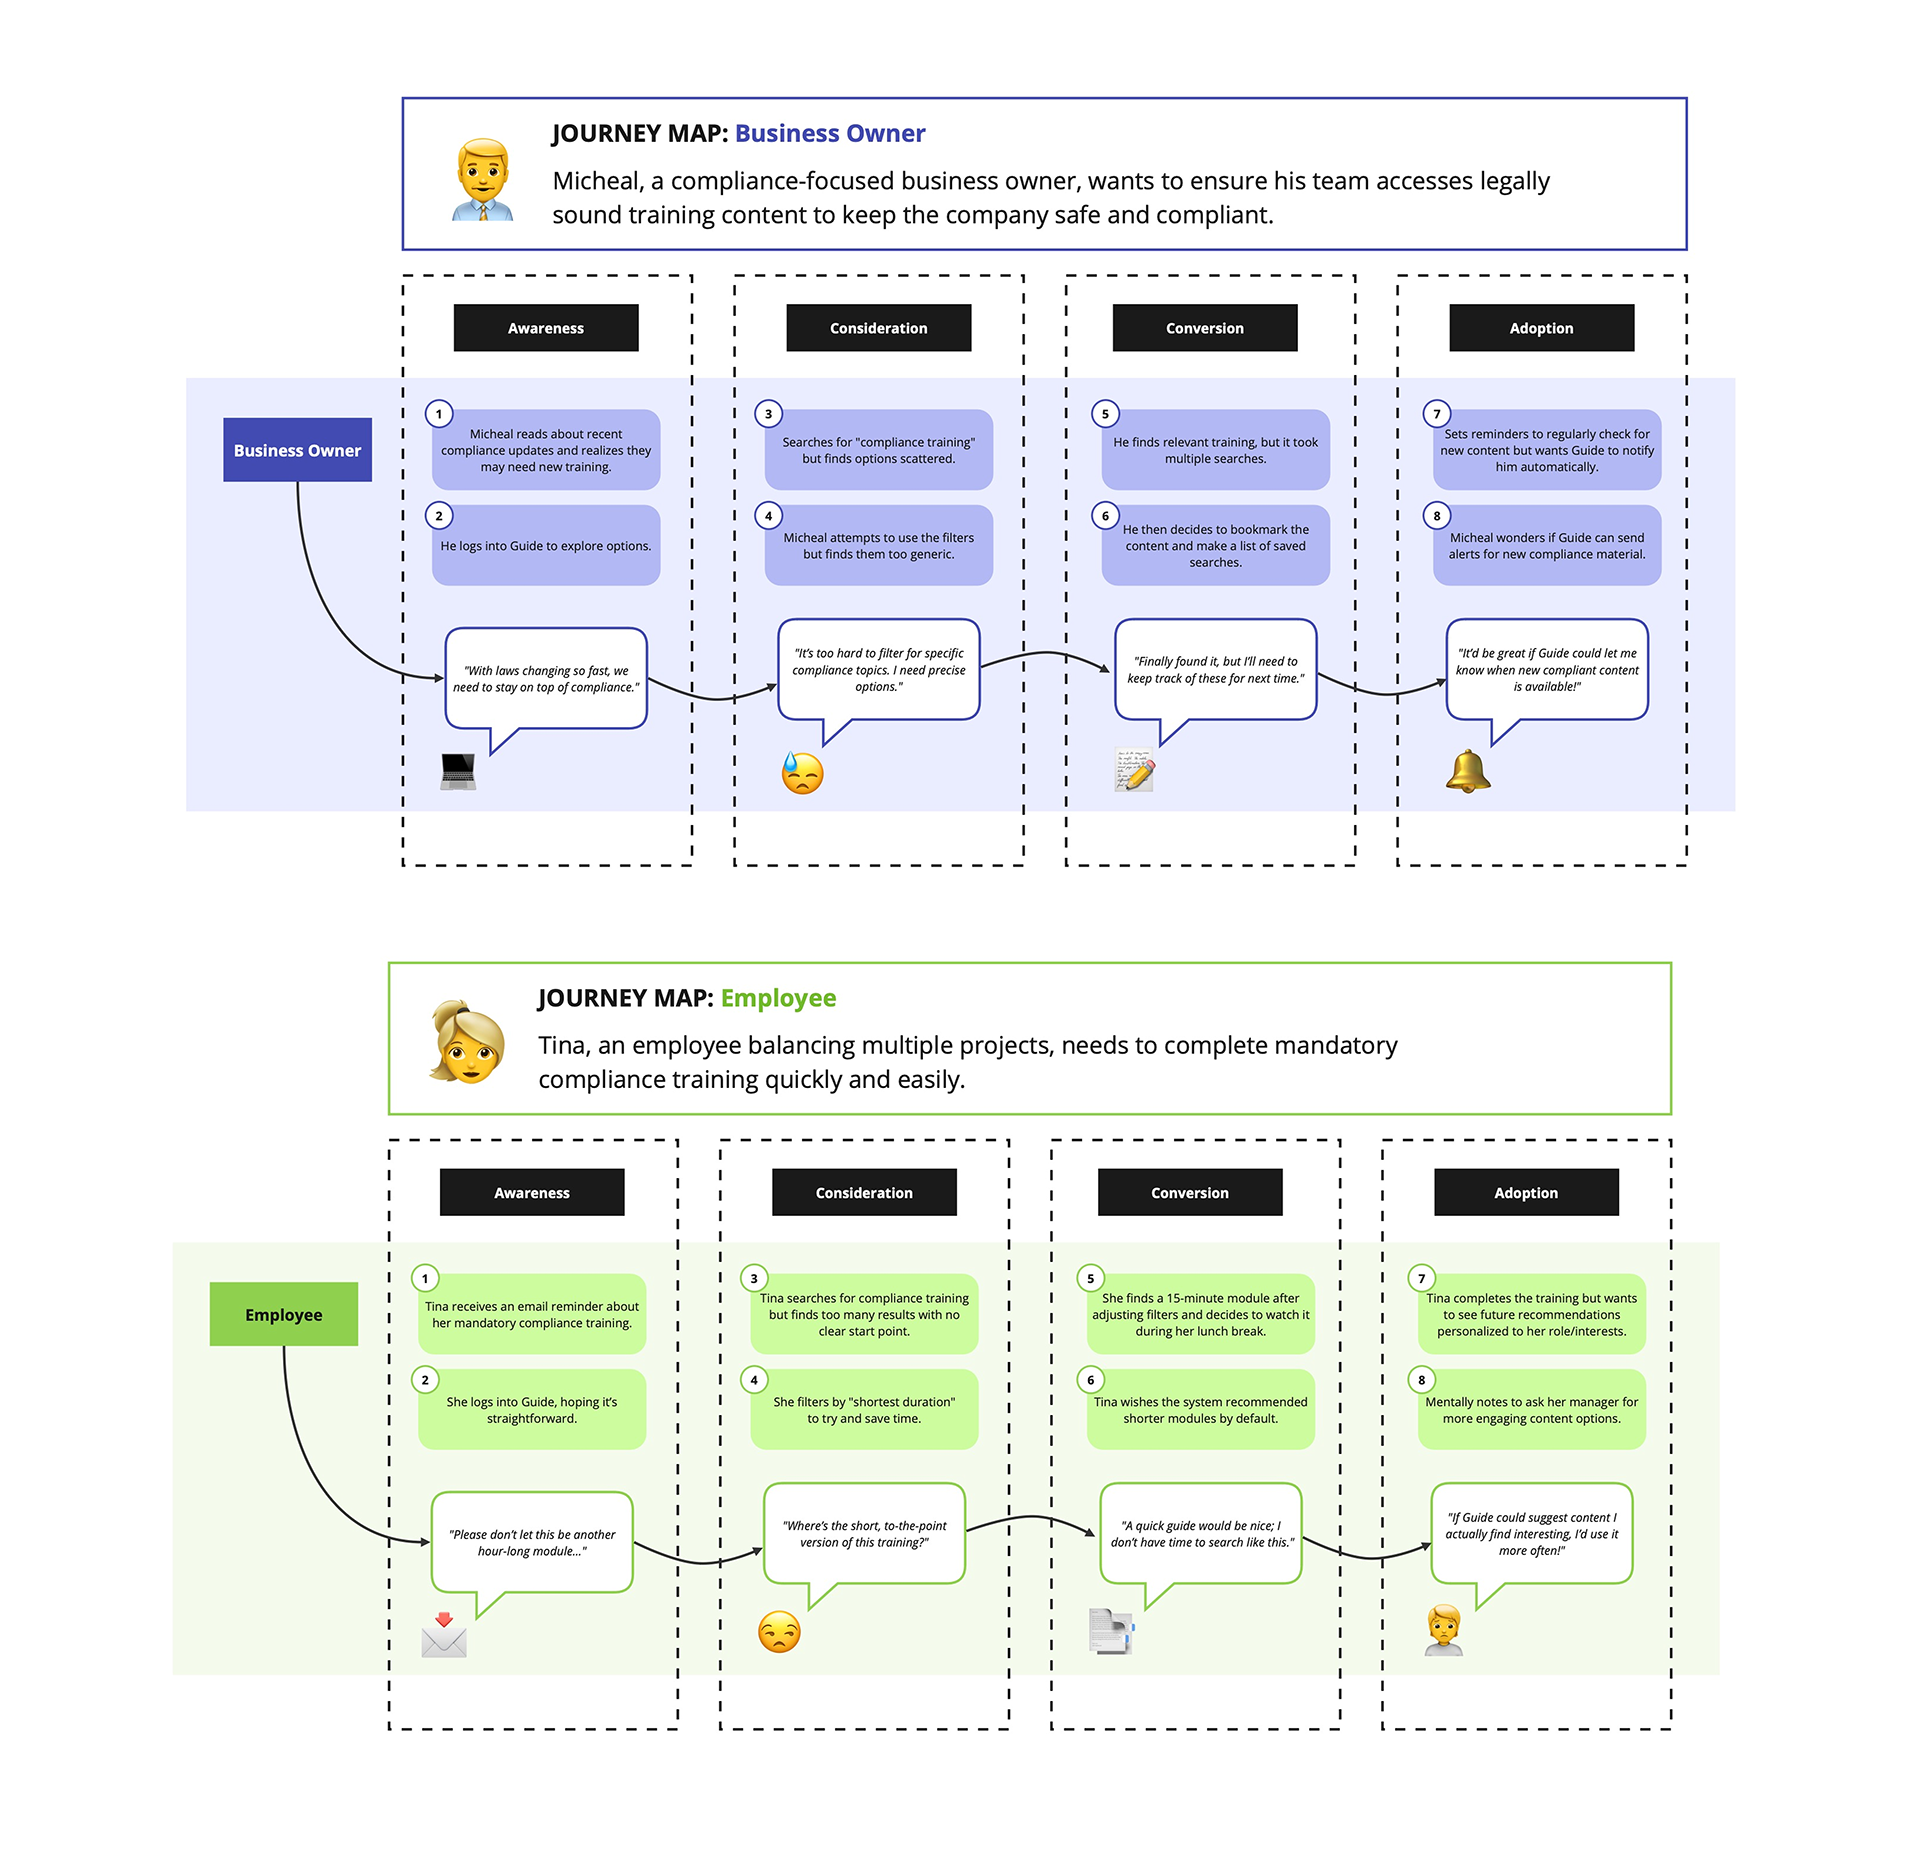 JOURNEY MAP: Business Owner
Micheal, a compliance-focused business owner, wants to ensure his team accesses legally
sound training content to keep the company safe and compliant.
Awareness
Consideration
Conversion
Adoption
Business Owner
1
Micheal reads about recent
compliance updates and realizes they
may need new training.
2
He logs into Guide to explore options.
"With laws changing so fast, we
need to stay on top of compliance."
3
Searches for "compliance training"
but finds options scattered.
4
Micheal attempts to use the filters
but finds them too generic.
"It's too hard to filter for specific
compliance topics. I need precise
options."
5
He finds relevant training, but it took
multiple searches.
6
He then decides to bookmark the
content and make a list of saved
searches.
"Finally found it, but I'll need to
keep track of these for next time."
7
Sets reminders to regularly check for
new content but wants Guide to notify
him automatically.
8
Micheal wonders if Guide can send
alerts for new compliance material.
"It'd be great if Guide could let me
know when new compliant content
is available!"
JOURNEY MAP: Employee
Tina, an employee balancing multiple projects, needs to complete mandatory
compliance training quickly and easily.
Awareness
Consideration
Conversion
Adoption
Employee
1
Tina receives an email reminder about
her mandatory compliance training.
2
She logs into Guide, hoping it's
straightforward.
"Please don't let this be another
hour-long module..."
3
Tina searches for compliance training
but finds too many results with no
clear start point.
4
She filters by "shortest duration"
to try and save time.
"Where's the short, to-the-point
version of this training?"
5
She finds a 15-minute module after
adjusting filters and decides to watch it
during her lunch break.
6
Tina wishes the system recommended
shorter modules by default.
"A quick guide would be nice; I
don't have time to search like this."
7
Tina completes the training but wants
to see future recommendations
personalized to her role/interests.
8
Mentally notes to ask her manager for
more engaging content options.
"If Guide could suggest content I
actually find interesting, I'd use it
more often!"